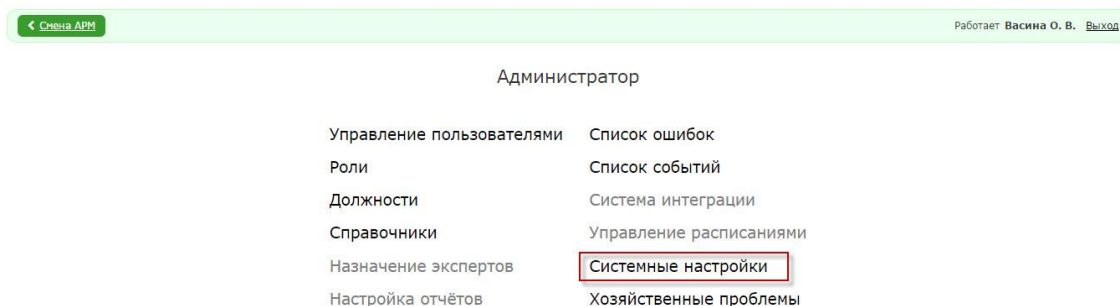 Смена АРМ
Работает Васина О. В. Выход
Администратор
Управление пользователями Список ошибок
Роли Список событий
Должности Система интеграции
Справочники Управление расписаниями
Назначение экспертов Системные настройки
Настройка отчётов Хозяйственные проблемы